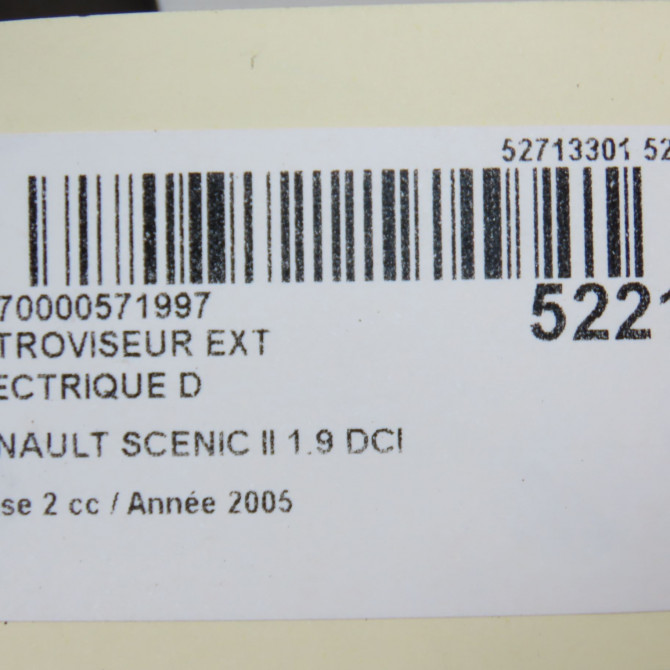 52713301 52
70000571997
5221
TROVISEUR EXT
ECTRIQUE D
NAULT SCENIC II 1.9 DCI
se 2 cc / Année 2005